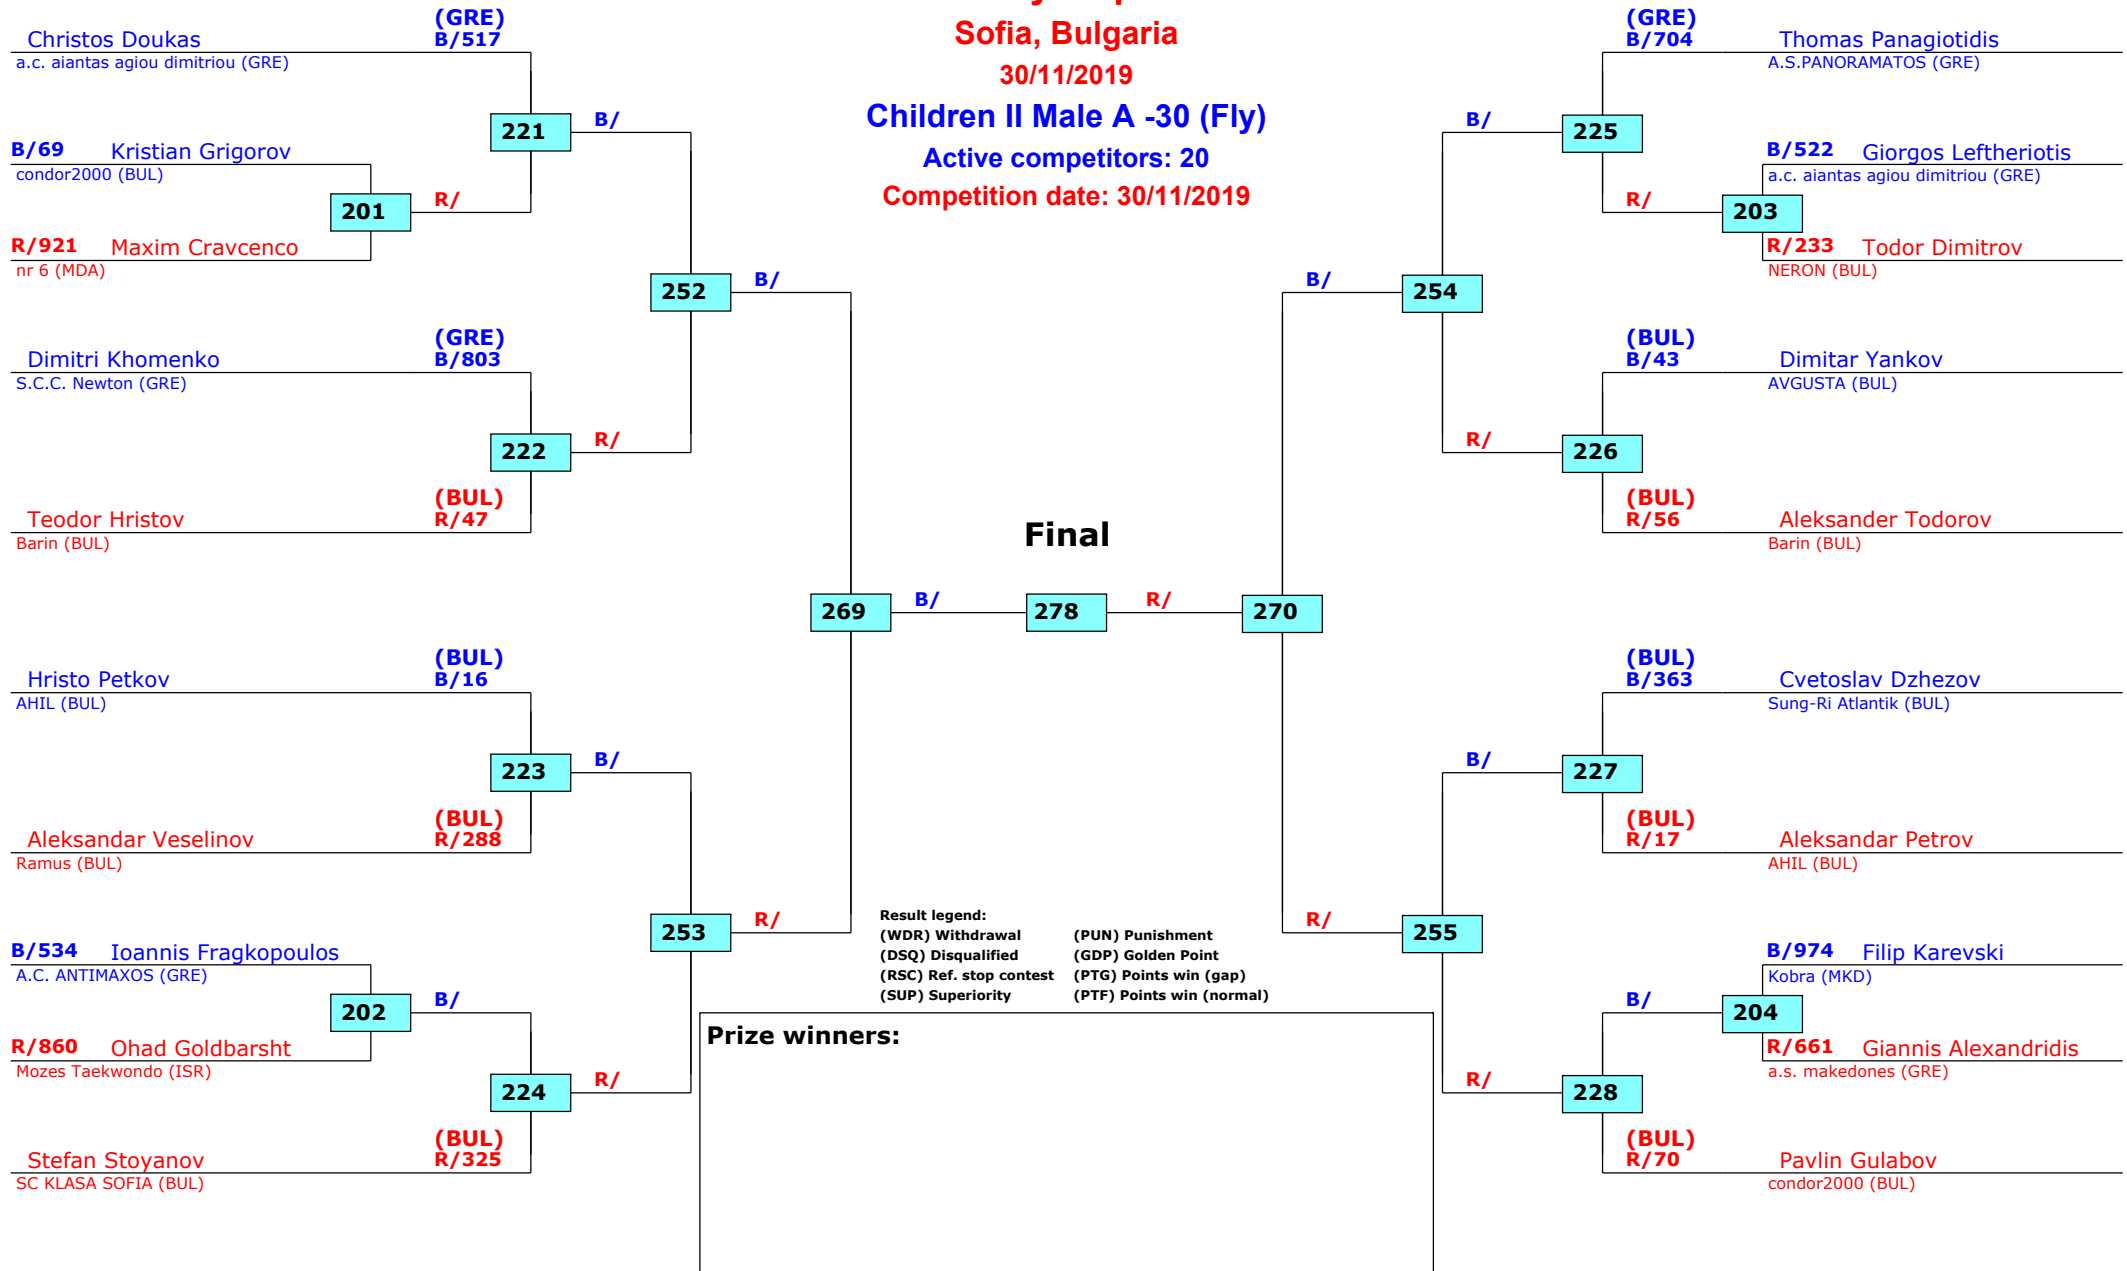 Sofia, Bulgaria
30/11/2019
Children II Male A -30 (Fly)
Active competitors: 20
Competition date: 30/11/2019
(GRE)
Christos Doukas B/517
a.c. aiantas agiou dimitriou (GRE)
221 B/
B/69 Kristian Grigorov
condor2000 (BUL)
201 R/
R/921 Maxim Cravcenco
nr 6 (MDA)
252 B/
(GRE)
Dimitri Khomenko B/803
S.C.C. Newton (GRE)
222 R/
(BUL)
Teodor Hristov R/47
Barin (BUL)
269 B/
(BUL)
Hristo Petkov B/16
AHIL (BUL)
223 B/
(BUL)
Aleksandar Veselinov R/288
Ramus (BUL)
253 R/
B/534 Ioannis Fragkopoulos
A.C. ANTIMAXOS (GRE)
202 B/
R/860 Ohad Goldbarsht
Mozes Taekwondo (ISR)
224 R/
(BUL)
Stefan Stoyanov R/325
SC KLASA SOFIA (BUL)
Final
278
(GRE)
B/704 Thomas Panagiotidis
A.S.PANORAMATOS (GRE)
B/ 225
B/522 Giorgos Leftheriotis
a.c. aiantas agiou dimitriou (GRE)
R/ 203
R/233 Todor Dimitrov
NERON (BUL)
B/ 254
(BUL)
B/43 Dimitar Yankov
AVGUSTA (BUL)
R/ 226
(BUL)
R/56 Aleksander Todorov
Barin (BUL)
R/ 270
(BUL)
B/363 Cvetoslav Dzhezov
Sung-Ri Atlantik (BUL)
B/ 227
(BUL)
R/17 Aleksandar Petrov
AHIL (BUL)
R/ 255
B/974 Filip Karevski
Kobra (MKD)
B/ 204
R/661 Giannis Alexandridis
a.s. makedones (GRE)
R/ 228
(BUL)
R/70 Pavlin Gulabov
condor2000 (BUL)
Result legend:
(WDR) Withdrawal (PUN) Punishment
(DSQ) Disqualified (GDP) Golden Point
(RSC) Ref. stop contest (PTG) Points win (gap)
(SUP) Superiority (PTF) Points win (normal)
Prize winners: